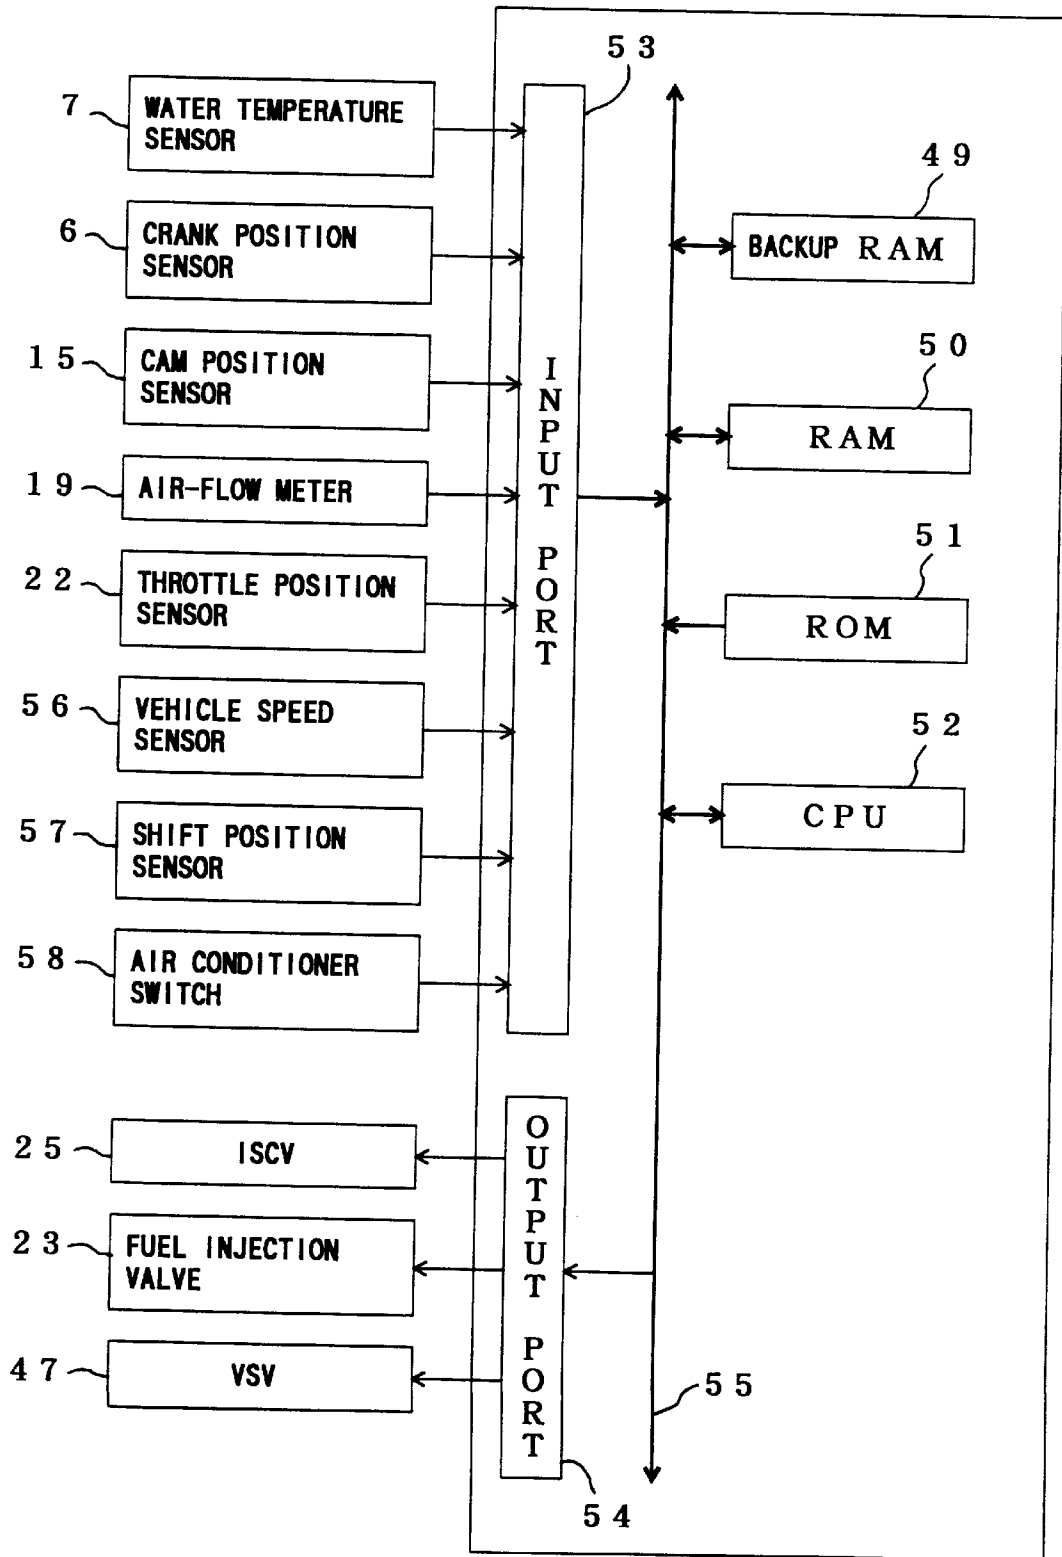 53
7
WATER TEMPERATURE
SENSOR
49
6
CRANK POSITION
SENSOR
BACKUP RAM
15
CAM POSITION
SENSOR
50
RAM
INPUT PORT
19
AIR-FLOW METER
22
THROTTLE POSITION
SENSOR
51
ROM
56
VEHICLE SPEED
SENSOR
52
CPU
57
SHIFT POSITION
SENSOR
58
AIR CONDITIONER
SWITCH
25
ISCV
OUTPUT PORT
23
FUEL INJECTION
VALVE
47
VSV
55
54